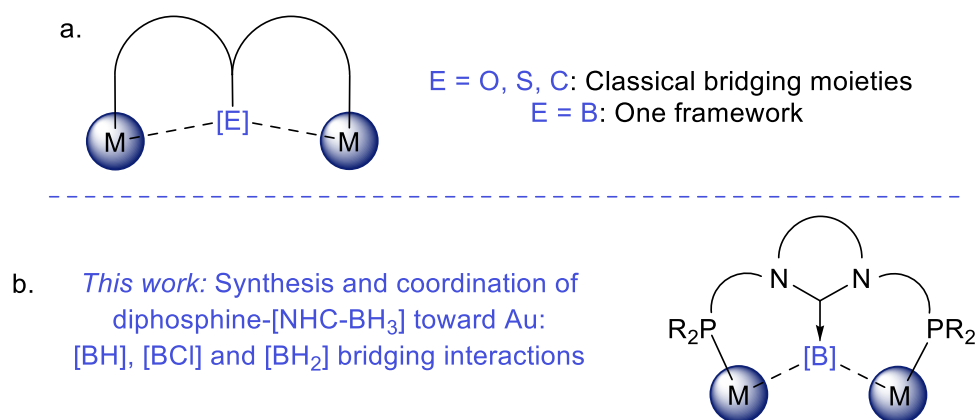 a.
M
[E]
M
E = O, S, C: Classical bridging moieties
E = B: One framework
b.
This work: Synthesis and coordination of
diphosphine-[NHC-BH₃] toward Au:
[BH], [BCl] and [BH₂] bridging interactions
N N
R₂P PR₂
[B]
M M